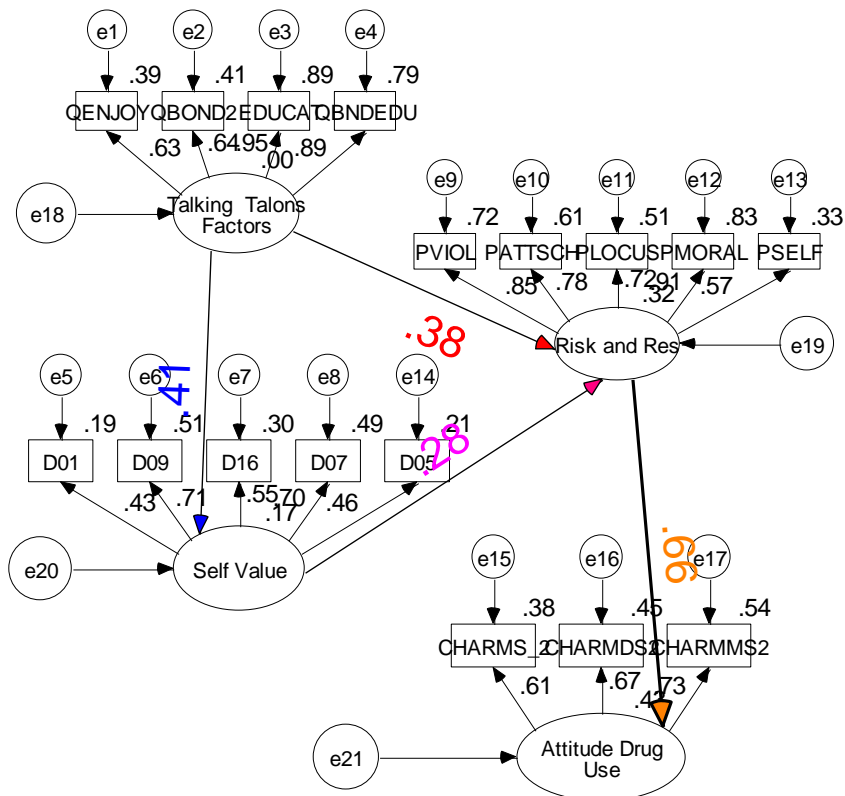 e1 e2 e3 e4
.39 .41 .89 .79
QENJOY QBOND2 EDUCAT QBNDEDU
.63 .64 .95 .89
.00
e18
Talking Talons
Factors
e9 e10 e11 e12 e13
.72 .61 .51 .83 .33
PVIOL PATTSCH PLOCUS PMORAL PSELF
.85 .78 .72 .91 .57
.32
Risk and Res
e19
.38
.41
.28
e5 e6 e7 e8 e14
.19 .51 .30 .49 .21
D01 D09 D16 D07 D05
.43 .71 .55 .70 .46
.17
e20
Self Value
.66
e15 e16 e17
.38 .45 .54
CHARMS_2 CHARMDS2 CHARMMS2
.61 .67 .73
e21
Attitude Drug
Use